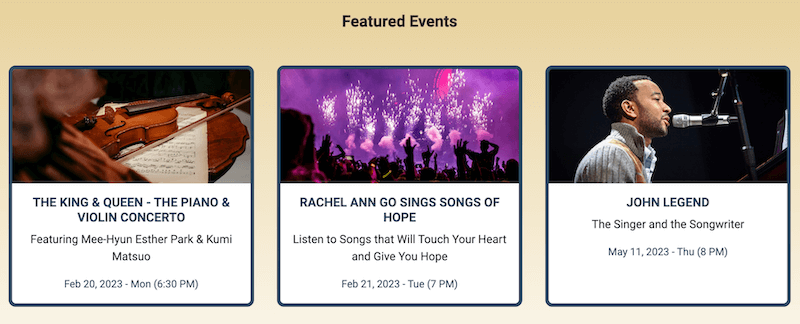 Featured Events
THE KING & QUEEN - THE PIANO &
VIOLIN CONCERTO
Featuring Mee-Hyun Esther Park & Kumi
Matsuo
Feb 20, 2023 - Mon (6:30 PM)
RACHEL ANN GO SINGS SONGS OF
HOPE
Listen to Songs that Will Touch Your Heart
and Give You Hope
Feb 21, 2023 - Tue (7 PM)
JOHN LEGEND
The Singer and the Songwriter
May 11, 2023 - Thu (8 PM)